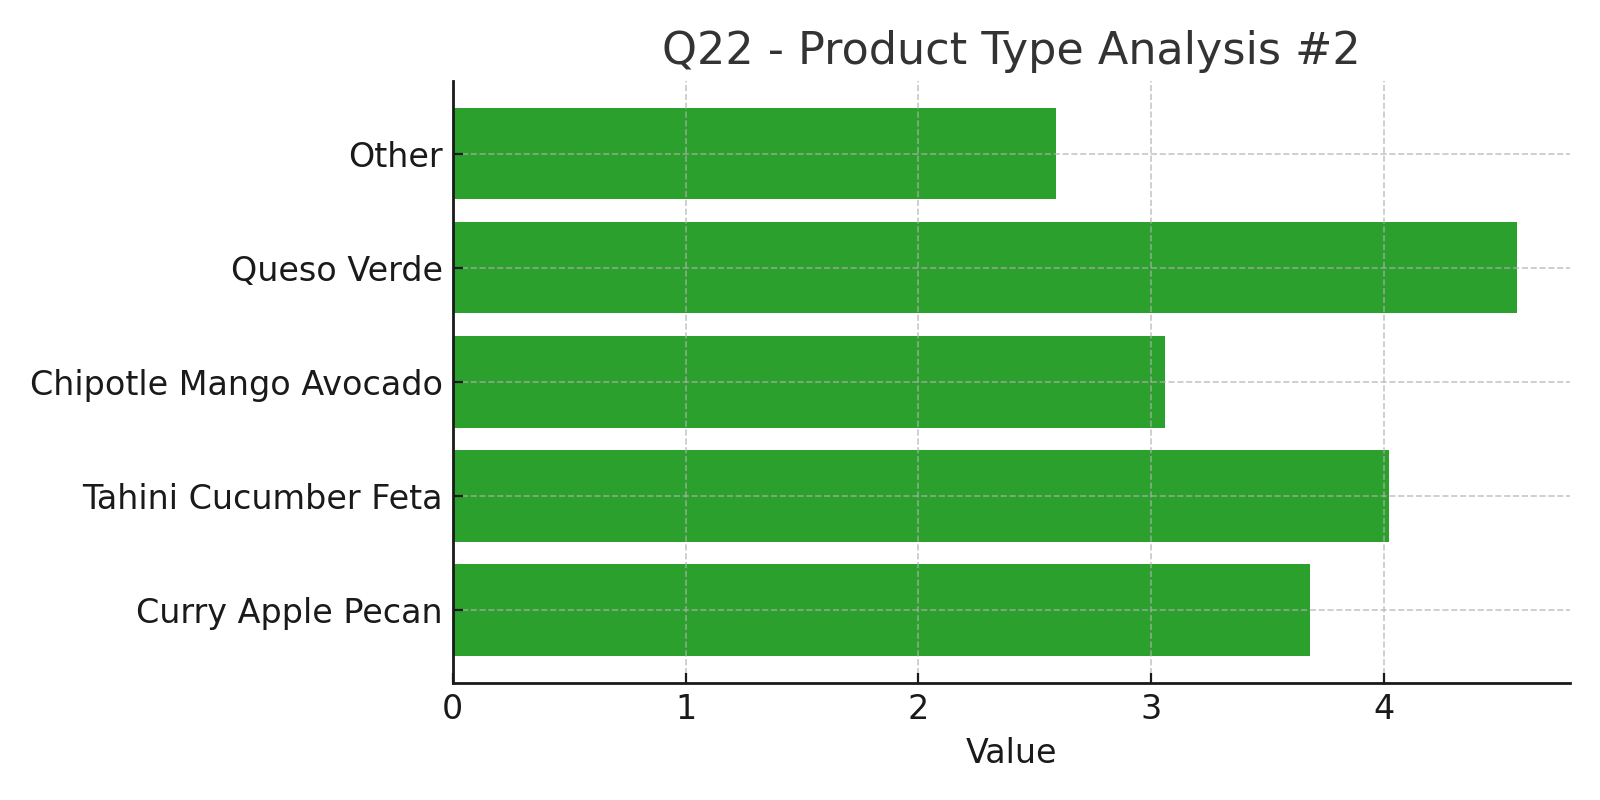 Q22 - Product Type Analysis #2
Other
Queso Verde
Chipotle Mango Avocado
Tahini Cucumber Feta
Curry Apple Pecan
0 1 2 3 4
Value